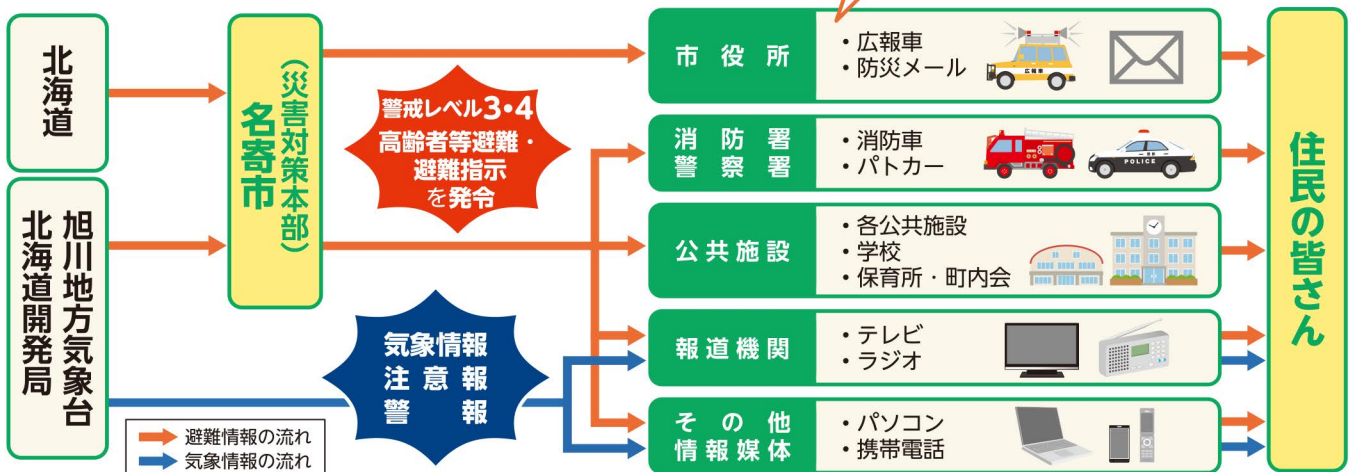 北海道
旭川地方気象台
北海道開発局
(災害対策本部)
名寄市
警戒レベル3・4
高齢者等避難・
避難指示
を発令
気象情報
注意報
警報
避難情報の流れ
気象情報の流れ
市役所
・広報車
・防災メール
広報車
消防署
警察署
・消防車
・パトカー
POLICE
公共施設
・各公共施設
・学校
・保育所・町内会
報道機関
・テレビ
・ラジオ
その他
情報媒体
・パソコン
・携帯電話
住民の皆さん